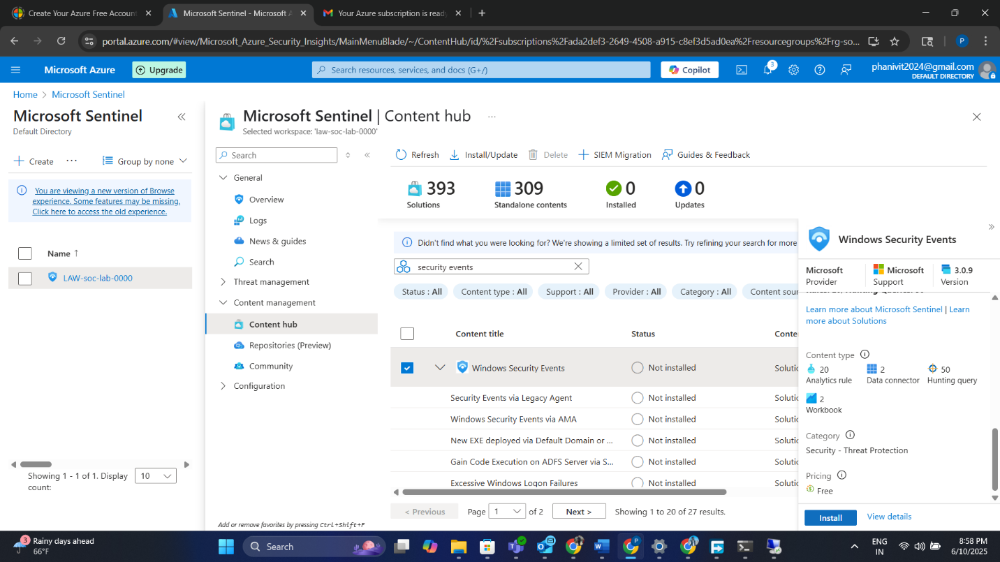 Create Your Azure Free Account
Microsoft Sentinel - Microsoft A
Your Azure subscription is ready
portal.azure.com/#view/Microsoft_Azure_Security_Insights/MainMenuBlade/~/ContentHub/id/%2Fsubscriptions%2Fada2def3-2649-4508-a915-c8ef3d5ad0ea%2Fresourcegroups%2Frg-so...
P
Microsoft Azure
Upgrade
Search resources, services, and docs (G+/)
Copilot
3
phanivit2024@gmail.com
DEFAULT DIRECTORY
Home > Microsoft Sentinel
Microsoft Sentinel
Default Directory
Create
Group by none
You are viewing a new version of Browse
experience. Some features may be missing.
Click here to access the old experience.
Name ↑
LAW-soc-lab-0000
Showing 1 - 1 of 1. Display
count:
10
Microsoft Sentinel | Content hub
Selected workspace: 'law-soc-lab-0000'
Search
General
Overview
Logs
News & guides
Search
Threat management
Content management
Content hub
Repositories (Preview)
Community
Configuration
Add or remove favorites by pressing Ctrl+Shift+F
Refresh
Install/Update
Delete
SIEM Migration
Guides & Feedback
393
Solutions
309
Standalone contents
0
Installed
0
Updates
Didn't find what you were looking for? We're showing a limited set of results. Try refining your search for more
security events
Status : All
Content type : All
Support : All
Provider : All
Category : All
Content sour
Content title
Status
Conte
Windows Security Events
Not installed
Solutio
Security Events via Legacy Agent
Not installed
Solutic
Windows Security Events via AMA
Not installed
Solutic
New EXE deployed via Default Domain or ...
Not installed
Solutic
Gain Code Execution on ADFS Server via S...
Not installed
Solutic
Excessive Windows Logon Failures
Not installed
Solutic
< Previous
Page
1
of 2
Next >
Showing 1 to 20 of 27 results.
Windows Security Events
Microsoft
Provider
Microsoft
Support
3.0.9
Version
Learn more about Microsoft Sentinel | Learn
more about Solutions
Content type
20
Analytics rule
2
Data connector
50
Hunting query
2
Workbook
Category
Security - Threat Protection
Pricing
Free
Install
View details
3
Rainy days ahead
66°F
Search
ENG
IN
8:58 PM
6/10/2025